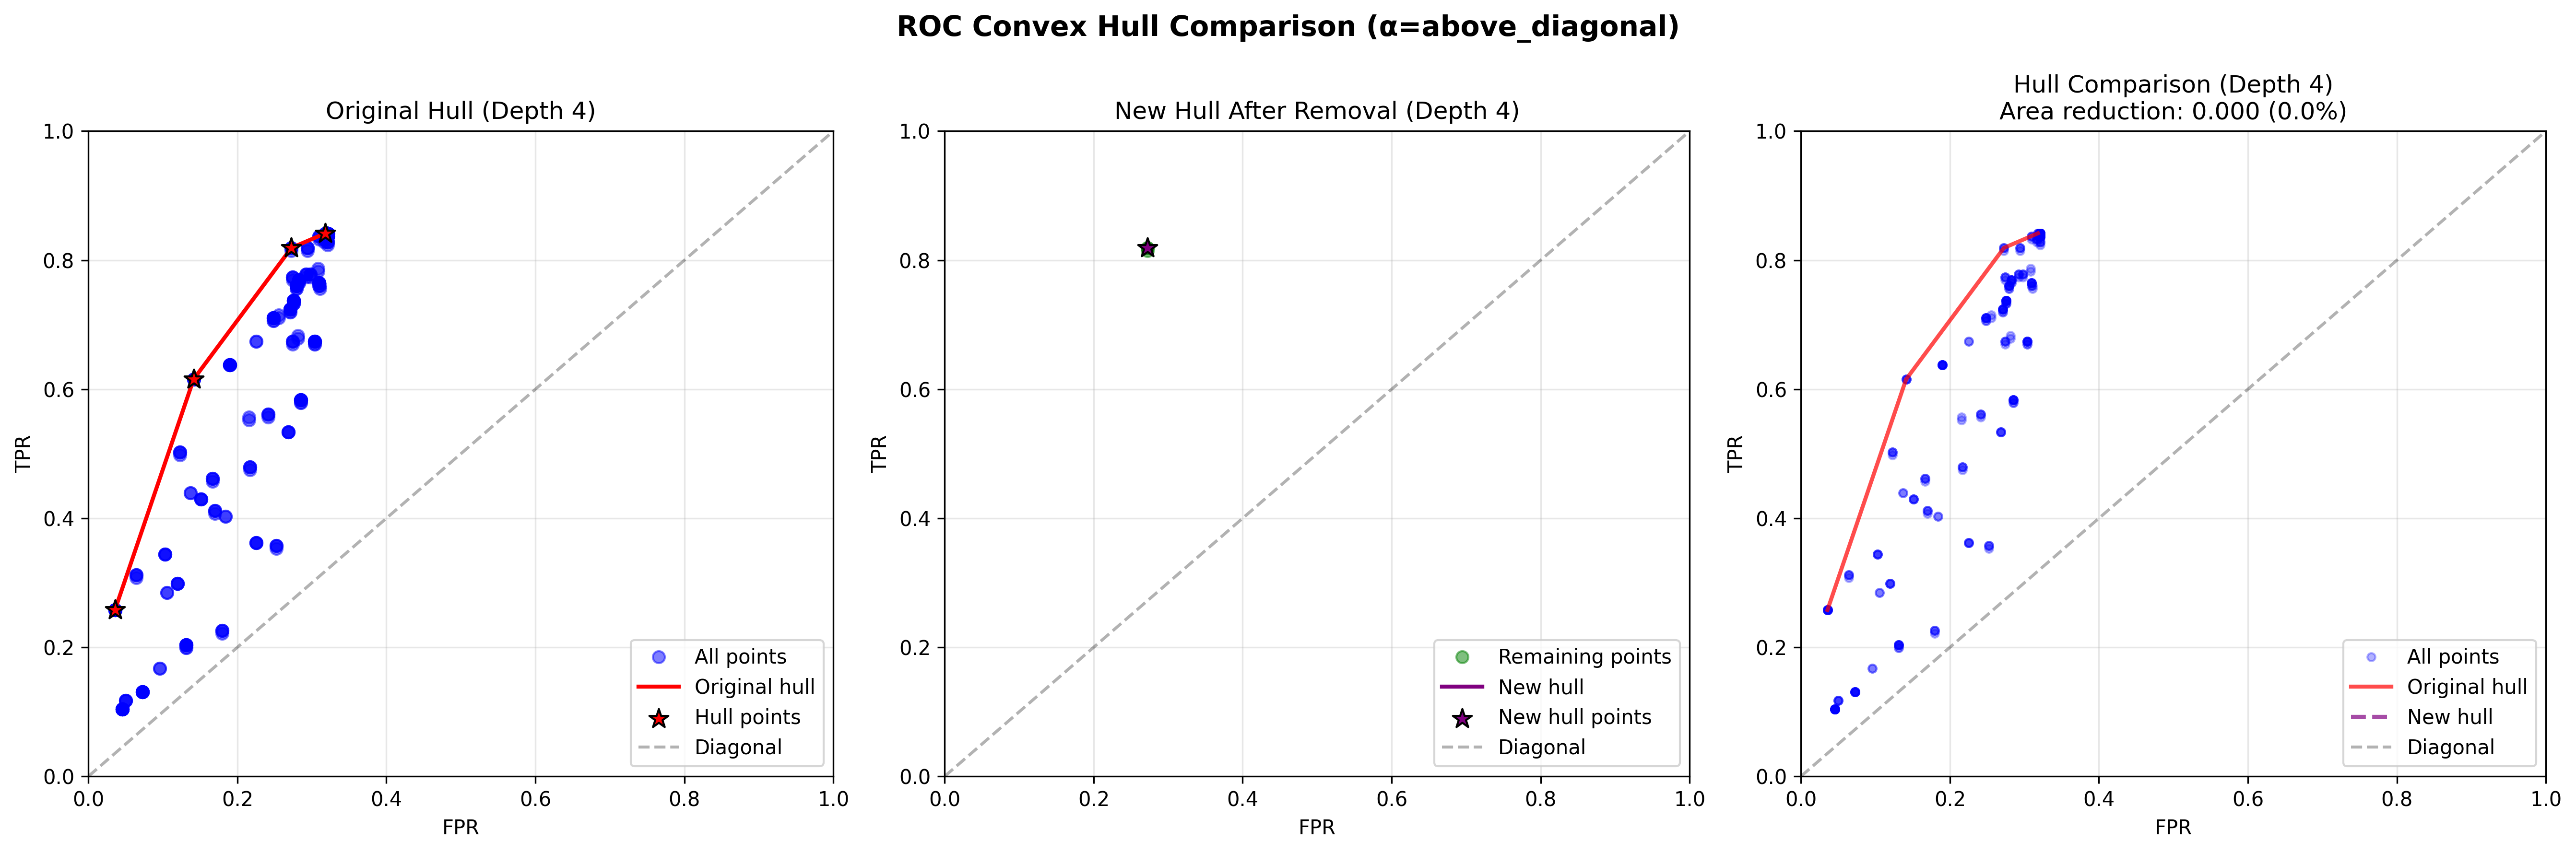 ROC Convex Hull Comparison (α=above_diagonal)
Original Hull (Depth 4)
1.0
0.8
0.6
0.4
0.2
0.0
TPR
0.0 0.2 0.4 0.6 0.8 1.0
FPR
All points
Original hull
Hull points
Diagonal
New Hull After Removal (Depth 4)
1.0
0.8
0.6
0.4
0.2
0.0
TPR
0.0 0.2 0.4 0.6 0.8 1.0
FPR
Remaining points
New hull
New hull points
Diagonal
Hull Comparison (Depth 4)
Area reduction: 0.000 (0.0%)
1.0
0.8
0.6
0.4
0.2
0.0
TPR
0.0 0.2 0.4 0.6 0.8 1.0
FPR
All points
Original hull
New hull
Diagonal